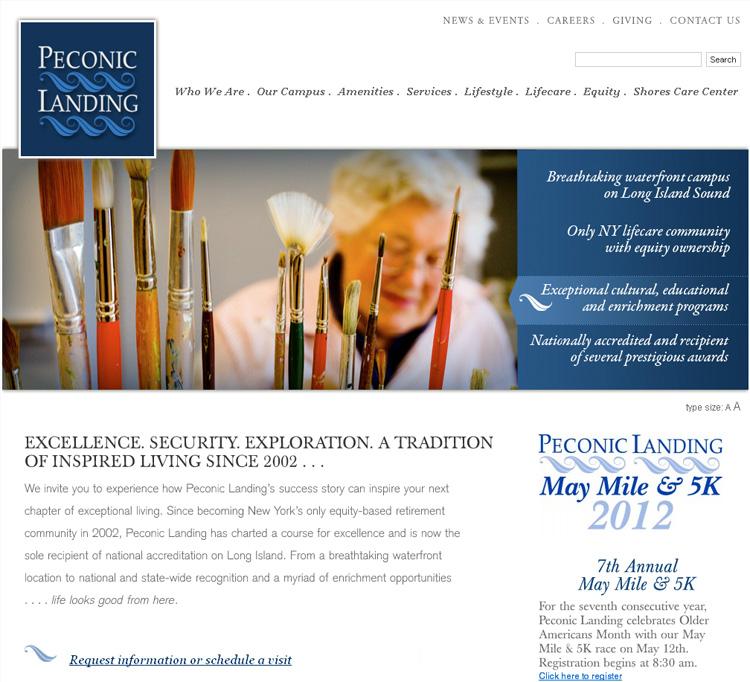 NEWS & EVENTS . CAREERS . GIVING . CONTACT US
PECONIC
LANDING
Search
Who We Are . Our Campus . Amenities . Services . Lifestyle . Lifecare . Equity . Shores Care Center
Breathtaking waterfront campus
on Long Island Sound
Only NY lifecare community
with equity ownership
Exceptional cultural, educational
and enrichment programs
Nationally accredited and recipient
of several prestigious awards
type size: A A
EXCELLENCE. SECURITY. EXPLORATION. A TRADITION
OF INSPIRED LIVING SINCE 2002 . . .
We invite you to experience how Peconic Landing's success story can inspire your next
chapter of exceptional living. Since becoming New York's only equity-based retirement
community in 2002, Peconic Landing has charted a course for excellence and is now the
sole recipient of national accreditation on Long Island. From a breathtaking waterfront
location to national and state-wide recognition and a myriad of enrichment opportunities
. . . . life looks good from here.
Request information or schedule a visit
PECONIC LANDING
May Mile & 5K
2012
7th Annual
May Mile & 5K
For the seventh consecutive year,
Peconic Landing celebrates Older
Americans Month with our May
Mile & 5K race on May 12th.
Registration begins at 8:30 am.
Click here to register